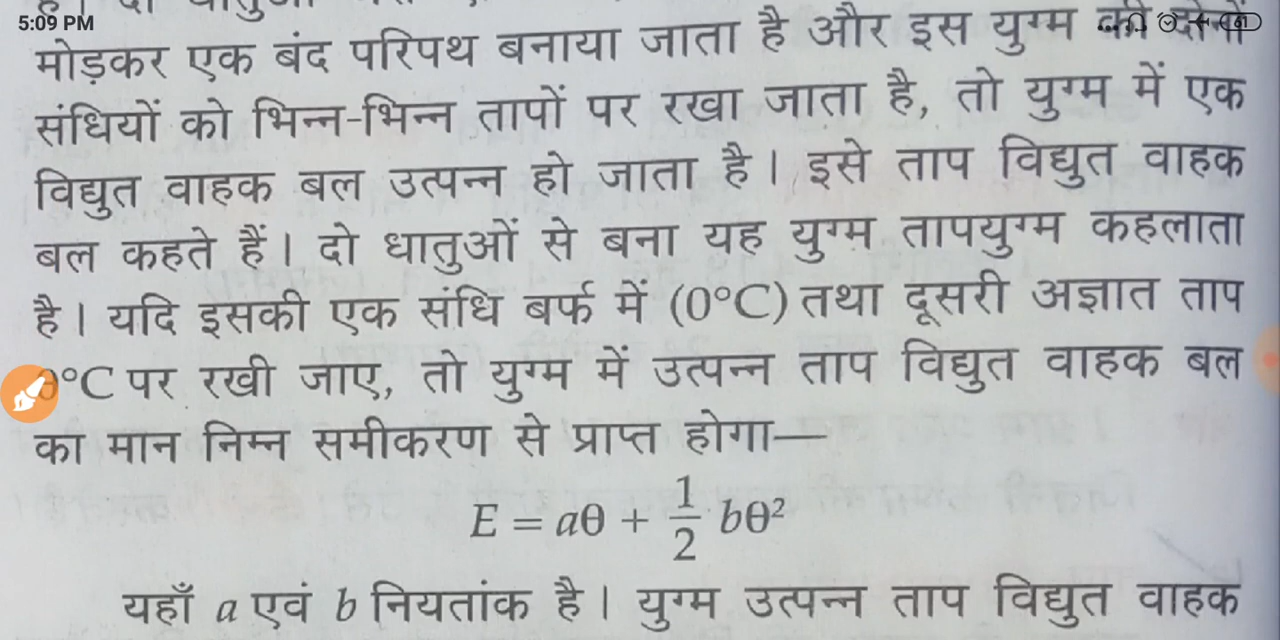 5:09 PM
61
मोड़कर एक बंद परिपथ बनाया जाता है और इस युग्म की दोनों
संधियों को भिन्न-भिन्न तापों पर रखा जाता है, तो युग्म में एक
विद्युत वाहक बल उत्पन्न हो जाता है। इसे ताप विद्युत वाहक
बल कहते हैं। दो धातुओं से बना यह युग्म तापयुग्म कहलाता
है। यदि इसकी एक संधि बर्फ में (0°C) तथा दूसरी अज्ञात ताप
θ°C पर रखी जाए, तो युग्म में उत्पन्न ताप विद्युत वाहक बल
का मान निम्न समीकरण से प्राप्त होगा—
E = aθ + 1/2 bθ²
यहाँ a एवं b नियतांक है। युग्म उत्पन्न ताप विद्युत वाहक